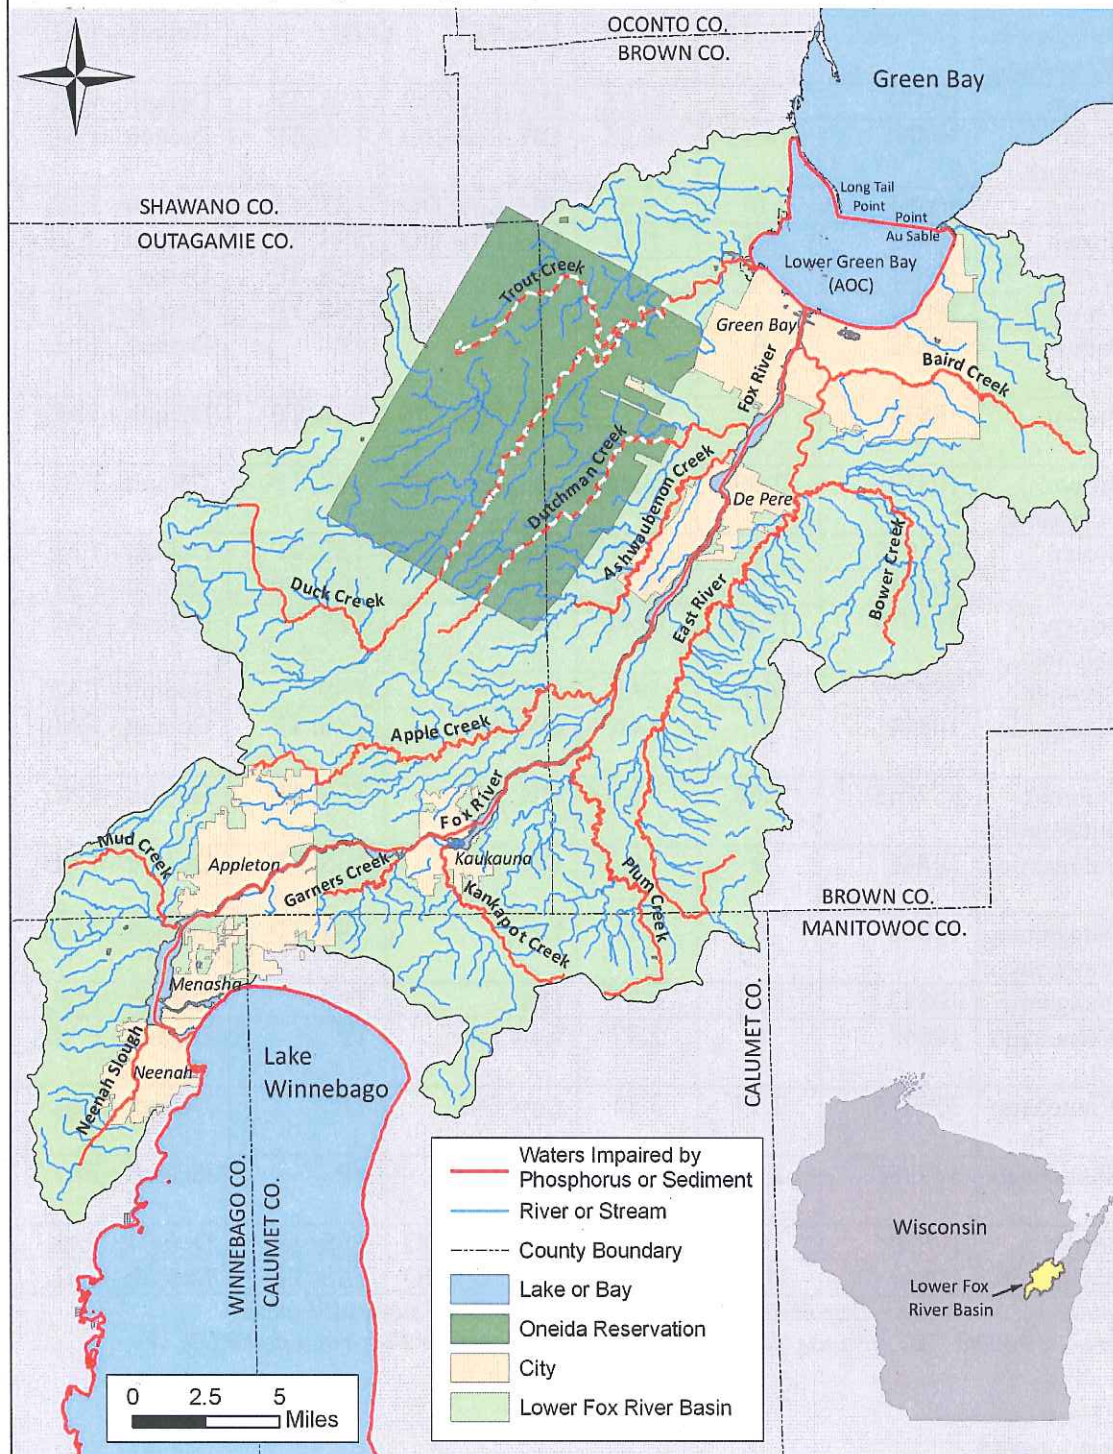 OCONTO CO.
BROWN CO.
Green Bay
Long Tail
Point
Point
Au Sable
SHAWANO CO.
OUTAGAMIE CO.
Lower Green Bay
(AOC)
Trout Creek
Green Bay
Fox River
Baird Creek
Dutchman Creek
Ashwaubenon Creek
De Pere
Duck Creek
East River
Bower Creek
Apple Creek
Fox River
Mud Creek
Appleton
Garners Creek
Kaukauna
Kankapot Creek
Plum Creek
BROWN CO.
MANITOWOC CO.
Menasha
Neenah Slough
Neenah
Lake
Winnebago
CALUMET CO.
WINNEBAGO CO.
CALUMET CO.
Waters Impaired by
Phosphorus or Sediment
River or Stream
County Boundary
Lake or Bay
Oneida Reservation
City
Lower Fox River Basin
Wisconsin
Lower Fox
River Basin
0 2.5 5
Miles